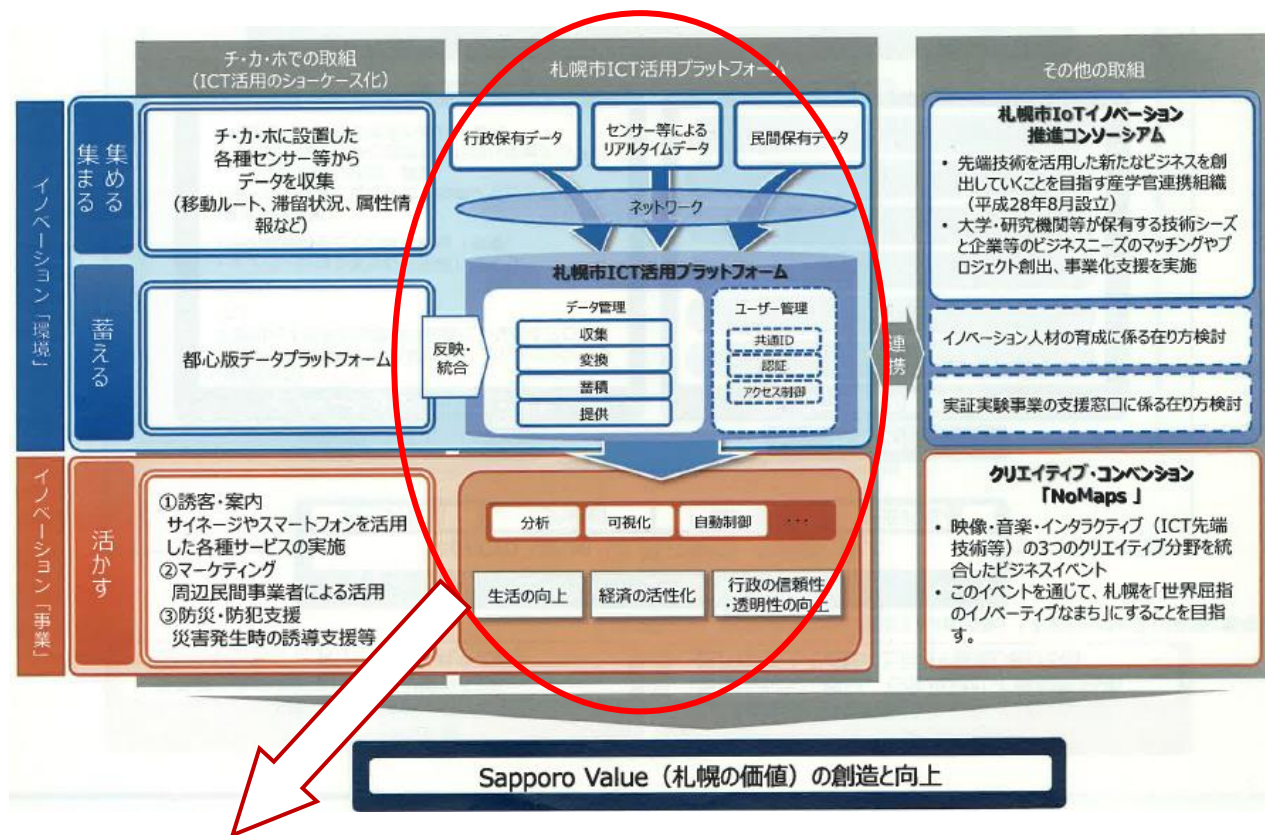 チ・カ・ホでの取組
(ICT活用のショーケース化)
札幌市ICT活用プラットフォーム
その他の取組
イノベーション「環境」
集める
集まる
チ・カ・ホに設置した
各種センサー等から
データを収集
(移動ルート、滞留状況、属性情
報など)
行政保有データ
センサー等による
リアルタイムデータ
民間保有データ
ネットワーク
札幌市ICT活用プラットフォーム
データ管理
収集
変換
蓄積
提供
ユーザー管理
共通ID
認証
アクセス制御
蓄える
都心版データプラットフォーム
反映・
統合
連携
札幌市IoTイノベーション
推進コンソーシアム
• 先端技術を活用した新たなビジネスを創
出していくことを目指す産学官連携組織
(平成28年8月設立)
• 大学・研究機関等が保有する技術シーズ
と企業等のビジネスニーズのマッチングやプ
ロジェクト創出、事業化支援を実施
イノベーション人材の育成に係る在り方検討
実証実験事業の支援窓口に係る在り方検討
イノベーション「事業」
活かす
①誘客・案内
サイネージやスマートフォンを活用
した各種サービスの実施
②マーケティング
周辺民間事業者による活用
③防災・防犯支援
災害発生時の誘導支援等
分析
可視化
自動制御
・・・
生活の向上
経済の活性化
行政の信頼性
・透明性の向上
クリエイティブ・コンベンション
「NoMaps 」
• 映像・音楽・インタラクティブ(ICT先端
技術等)の3つのクリエイティブ分野を統
合したビジネスイベント
• このイベントを通じて、札幌を「世界屈指
のイノベーティブなまち」にすることを目指
す。
Sapporo Value(札幌の価値)の創造と向上